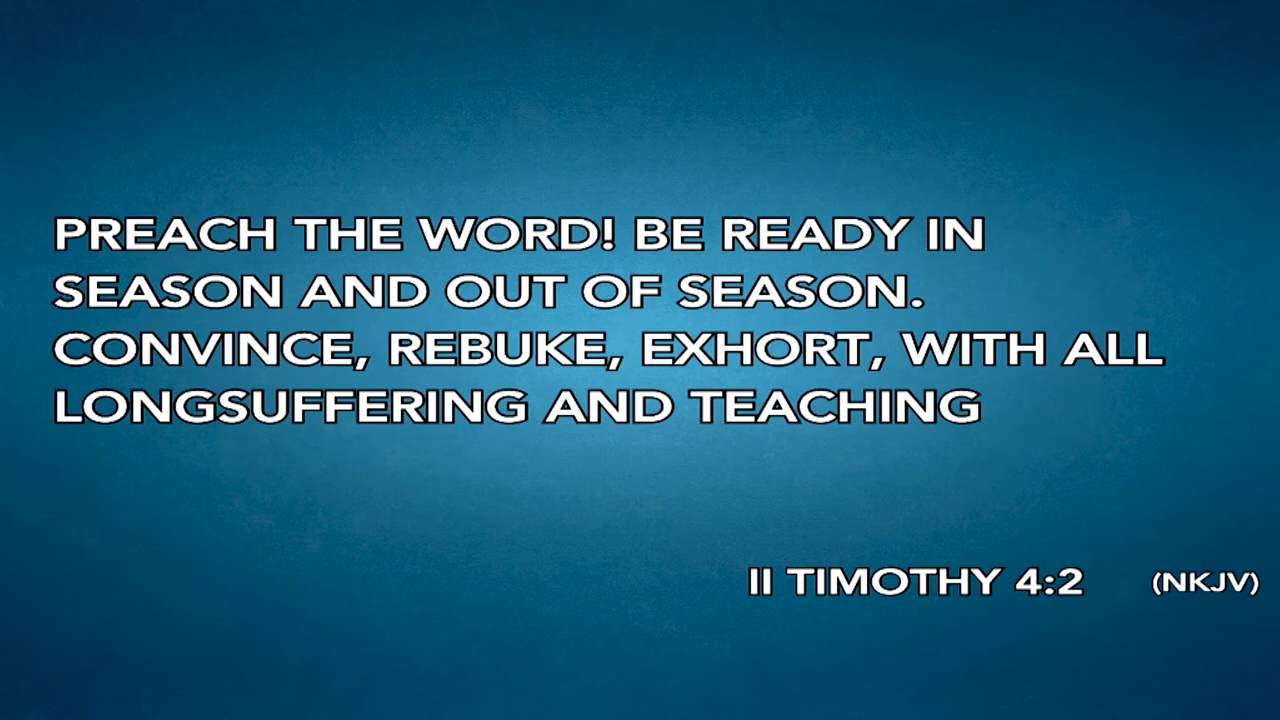 PREACH THE WORD! BE READY IN
SEASON AND OUT OF SEASON.
CONVINCE, REBUKE, EXHORT, WITH ALL
LONGSUFFERING AND TEACHING
II TIMOTHY 4:2 (NKJV)